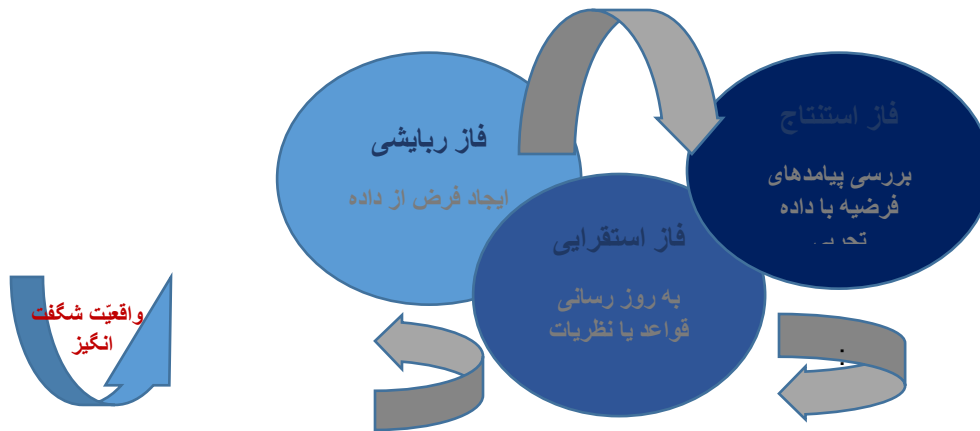 فاز استنتاج
بررسی پیامدهای
فرضیه با داده
فاز ربایشی
ایجاد فرض از داده
فاز استقرایی
به روز رسانی
قواعد یا نظریات
واقعیّت شگفت
انگیز
: